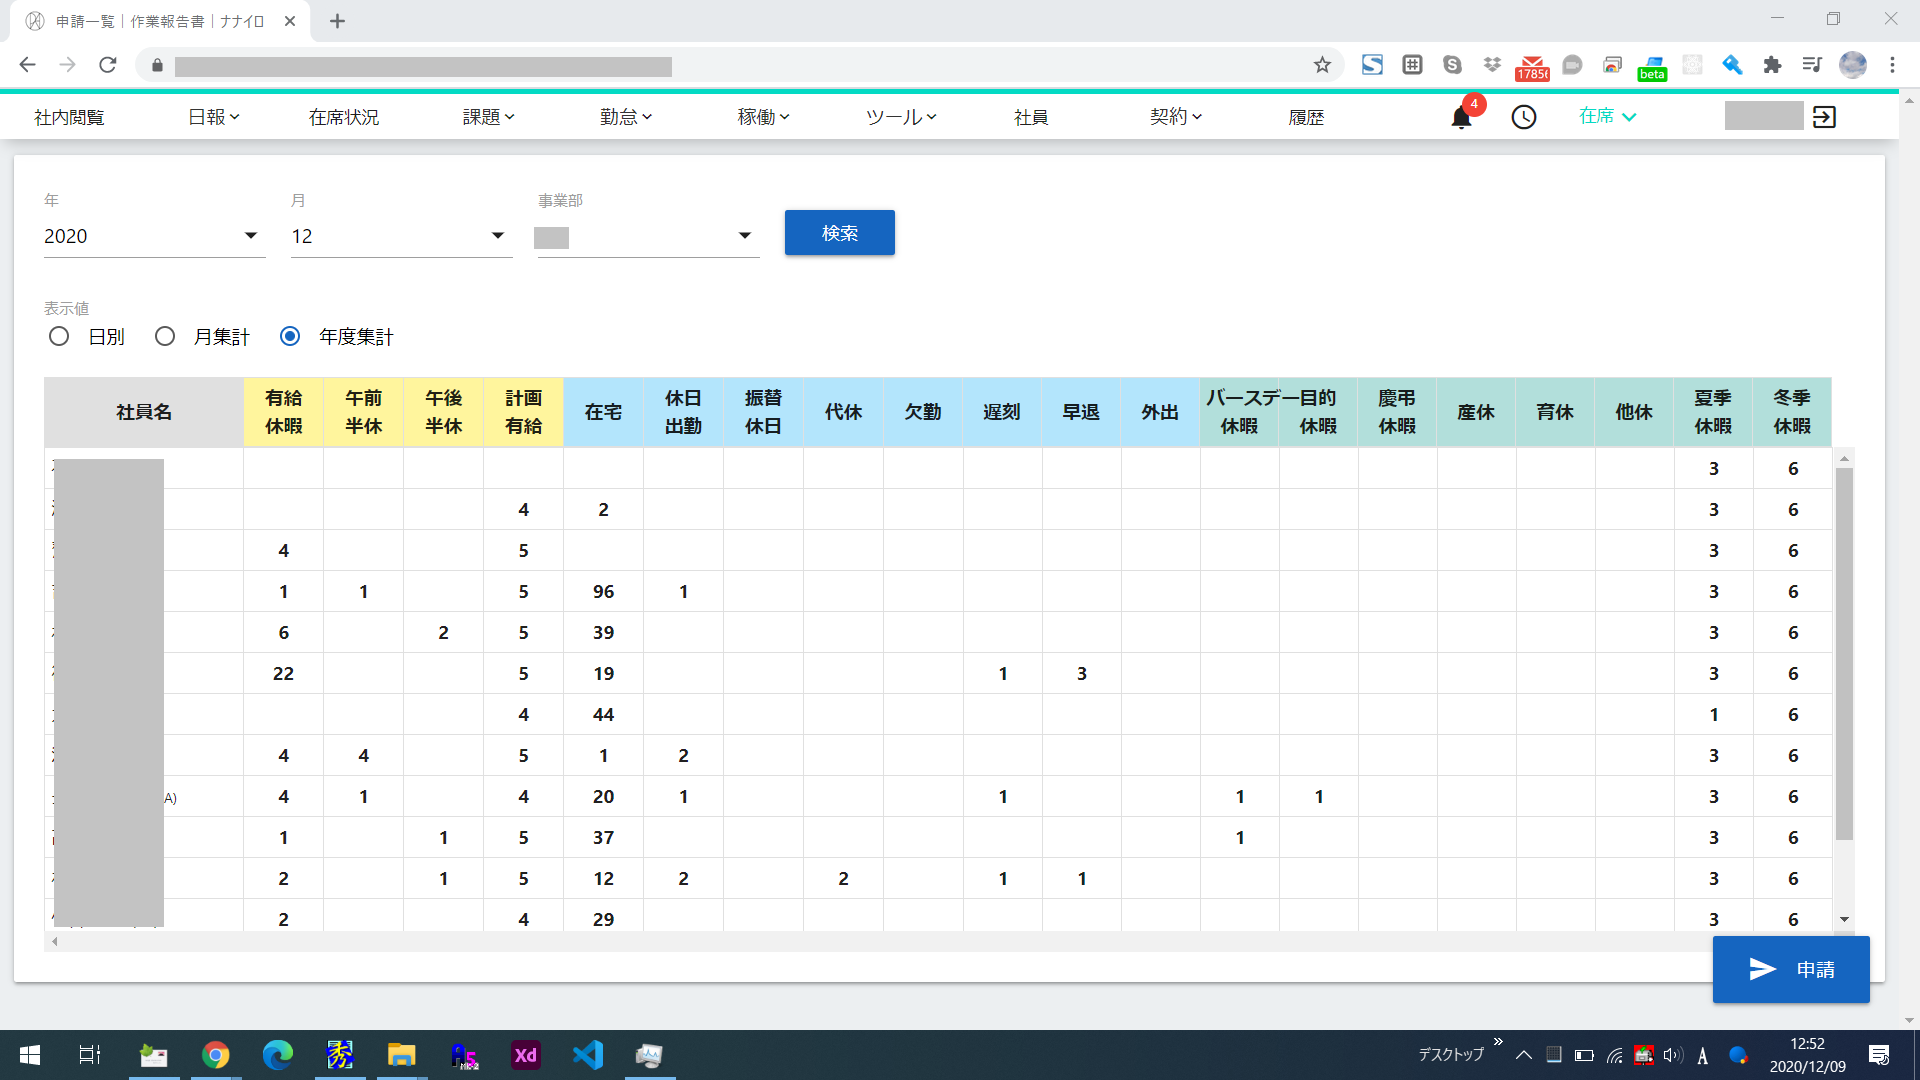 申請一覧｜作業報告書｜ナナイロ
17856
beta
社内閲覧 日報 在席状況 課題 勤怠 稼働 ツール 社員 契約 履歴 4 在席
年 月 事業部
2020 12 検索
表示値
日別 月集計 年度集計
社員名 有給休暇 午前半休 午後半休 計画有給 在宅 休日出勤 振替休日 代休 欠勤 遅刻 早退 外出 バースデー休暇 目的休暇 慶弔休暇 産休 育休 他休 夏季休暇 冬季休暇
3 6
4 2 3 6
4 5 3 6
1 1 5 96 1 3 6
6 2 5 39 3 6
22 5 19 1 3 3 6
4 44 1 6
4 4 5 1 2 3 6
A) 4 1 4 20 1 1 1 1 3 6
1 1 5 37 1 3 6
2 1 5 12 2 2 1 1 3 6
2 4 29 3 6
申請
秀
Xd
デスクトップ
A
12:52
2020/12/09